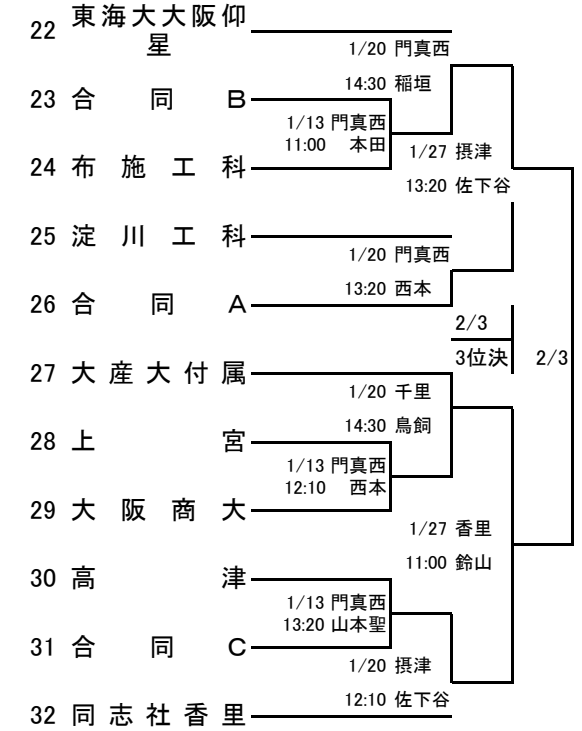 22 東海大大阪仰星
1/20 門真西
14:30 稲垣
23 合同B
1/13 門真西
11:00 本田
24 布施工科
1/27 摂津
13:20 佐下谷
25 淀川工科
1/20 門真西
13:20 西本
26 合同A
2/3
3位決
2/3
27 大産大付属
1/20 千里
14:30 鳥飼
28 上宮
1/13 門真西
12:10 西本
29 大阪商大
1/27 香里
11:00 鈴山
30 高津
1/13 門真西
13:20 山本聖
31 合同C
1/20 摂津
12:10 佐下谷
32 同志社香里